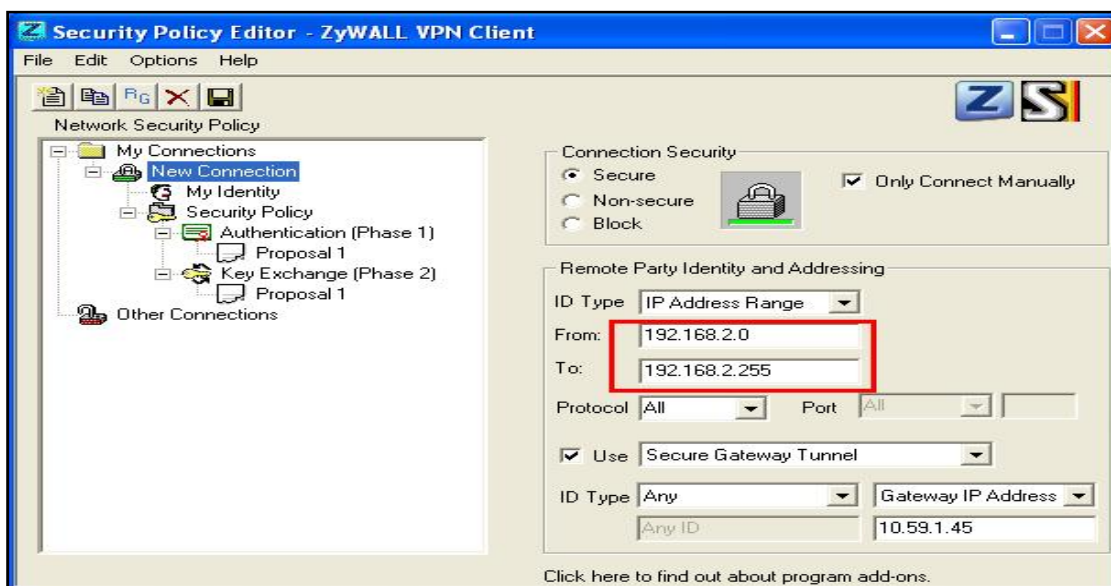 Security Policy Editor - ZyWALL VPN Client
File Edit Options Help
RG
Z S
Network Security Policy
My Connections
New Connection
My Identity
Security Policy
Authentication (Phase 1)
Proposal 1
Key Exchange (Phase 2)
Proposal 1
Other Connections
Connection Security
Secure
Non-secure
Block
Only Connect Manually
Remote Party Identity and Addressing
ID Type IP Address Range
From: 192.168.2.0
To: 192.168.2.255
Protocol All Port All
Use Secure Gateway Tunnel
ID Type Any Gateway IP Address
Any ID 10.59.1.45
Click here to find out about program add-ons.